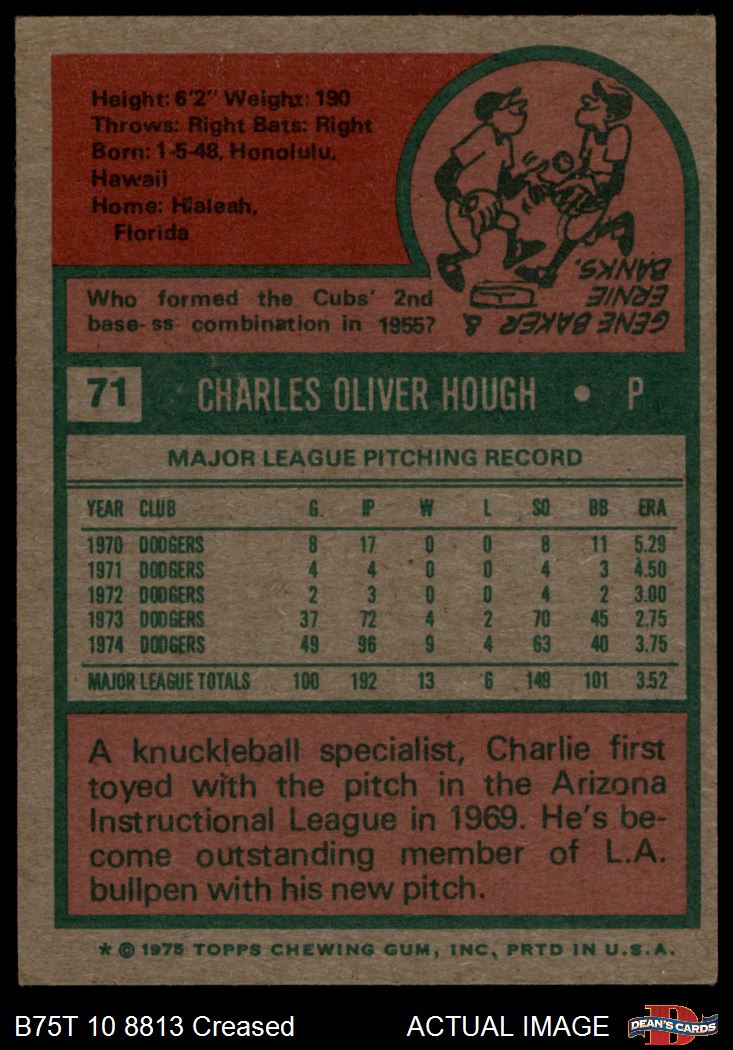 Height: 6'2" Weight: 190
Throws: Right Bats: Right
Born: 1-5-48, Honolulu,
Hawaii
Home: Hialeah,
Florida
Who formed the Cubs' 2nd
base-ss combination in 1955?
GENE BAKER &
ERNIE
BANKS.
71 CHARLES OLIVER HOUGH • P
MAJOR LEAGUE PITCHING RECORD
YEAR CLUB G IP W L SO BB ERA
1970 DODGERS 8 17 0 0 8 11 5.29
1971 DODGERS 4 4 0 0 4 3 4.50
1972 DODGERS 2 3 0 0 4 2 3.00
1973 DODGERS 37 72 4 2 70 45 2.75
1974 DODGERS 49 96 9 4 63 40 3.75
MAJOR LEAGUE TOTALS 100 192 13 6 149 101 3.52
A knuckleball specialist, Charlie first
toyed with the pitch in the Arizona
Instructional League in 1969. He's be-
come outstanding member of L.A.
bullpen with his new pitch.
* © 1975 TOPPS CHEWING GUM, INC. PRTD IN U.S.A.
B75T 10 8813 Creased ACTUAL IMAGE DEAN'S CARDS